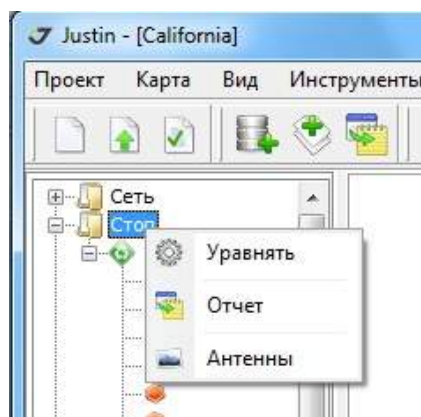 Justin - [California]
Проект Карта Вид Инструменты
Сеть
Стоп
Уравнять
Отчет
Антенны